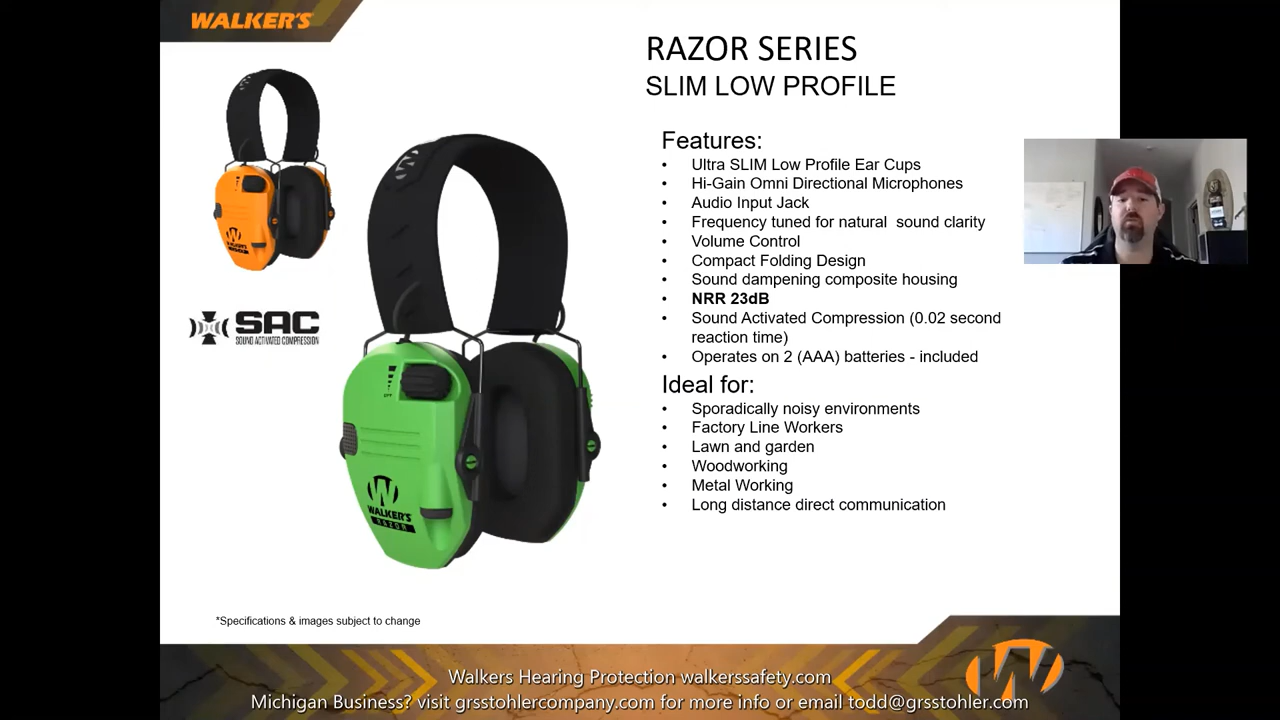 WALKER'S
RAZOR SERIES
SLIM LOW PROFILE
Features:
• Ultra SLIM Low Profile Ear Cups
• Hi-Gain Omni Directional Microphones
• Audio Input Jack
• Frequency tuned for natural sound clarity
• Volume Control
• Compact Folding Design
• Sound dampening composite housing
• NRR 23dB
• Sound Activated Compression (0.02 second
reaction time)
• Operates on 2 (AAA) batteries - included
Ideal for:
• Sporadically noisy environments
• Factory Line Workers
• Lawn and garden
• Woodworking
• Metal Working
• Long distance direct communication
SAC
SOUND ACTIVATED COMPRESSION
OFF
WALKER'S
RAZOR
WALKER'S
*Specifications & images subject to change
Walkers Hearing Protection walkerssafety.com
Michigan Business? visit grsstohlercompany.com for more info or email todd@grsstohler.com